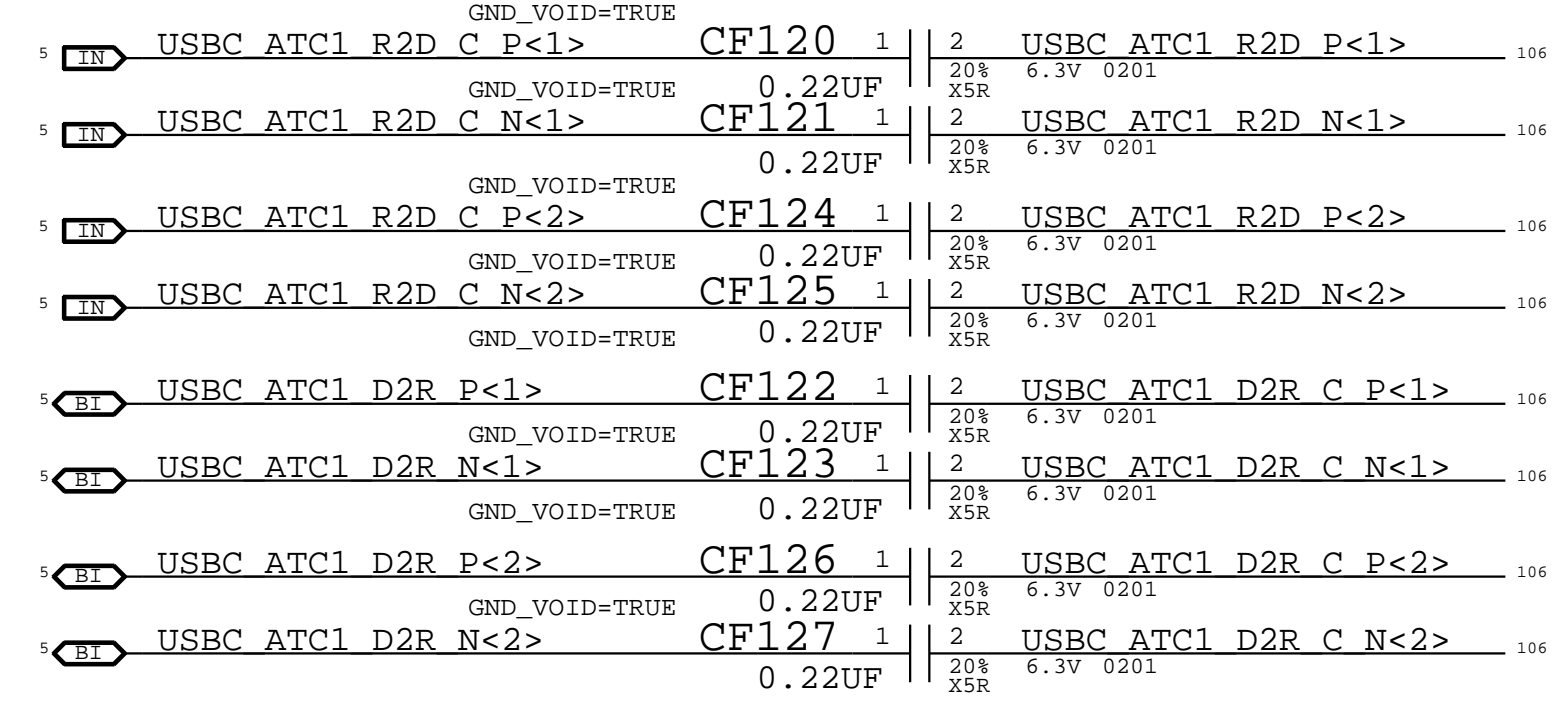 GND_VOID=TRUE
5 IN USBC_ATC1_R2D_C_P<1> CF120 1 2 USBC_ATC1_R2D_P<1> 106
20% 6.3V 0201
GND_VOID=TRUE 0.22UF X5R
5 IN USBC_ATC1_R2D_C_N<1> CF121 1 2 USBC_ATC1_R2D_N<1> 106
20% 6.3V 0201
0.22UF X5R
GND_VOID=TRUE
5 IN USBC_ATC1_R2D_C_P<2> CF124 1 2 USBC_ATC1_R2D_P<2> 106
20% 6.3V 0201
GND_VOID=TRUE 0.22UF X5R
5 IN USBC_ATC1_R2D_C_N<2> CF125 1 2 USBC_ATC1_R2D_N<2> 106
20% 6.3V 0201
GND_VOID=TRUE 0.22UF X5R
5 BI USBC_ATC1_D2R_P<1> CF122 1 2 USBC_ATC1_D2R_C_P<1> 106
20% 6.3V 0201
GND_VOID=TRUE 0.22UF X5R
5 BI USBC_ATC1_D2R_N<1> CF123 1 2 USBC_ATC1_D2R_C_N<1> 106
20% 6.3V 0201
GND_VOID=TRUE 0.22UF X5R
5 BI USBC_ATC1_D2R_P<2> CF126 1 2 USBC_ATC1_D2R_C_P<2> 106
20% 6.3V 0201
GND_VOID=TRUE 0.22UF X5R
5 BI USBC_ATC1_D2R_N<2> CF127 1 2 USBC_ATC1_D2R_C_N<2> 106
20% 6.3V 0201
0.22UF X5R